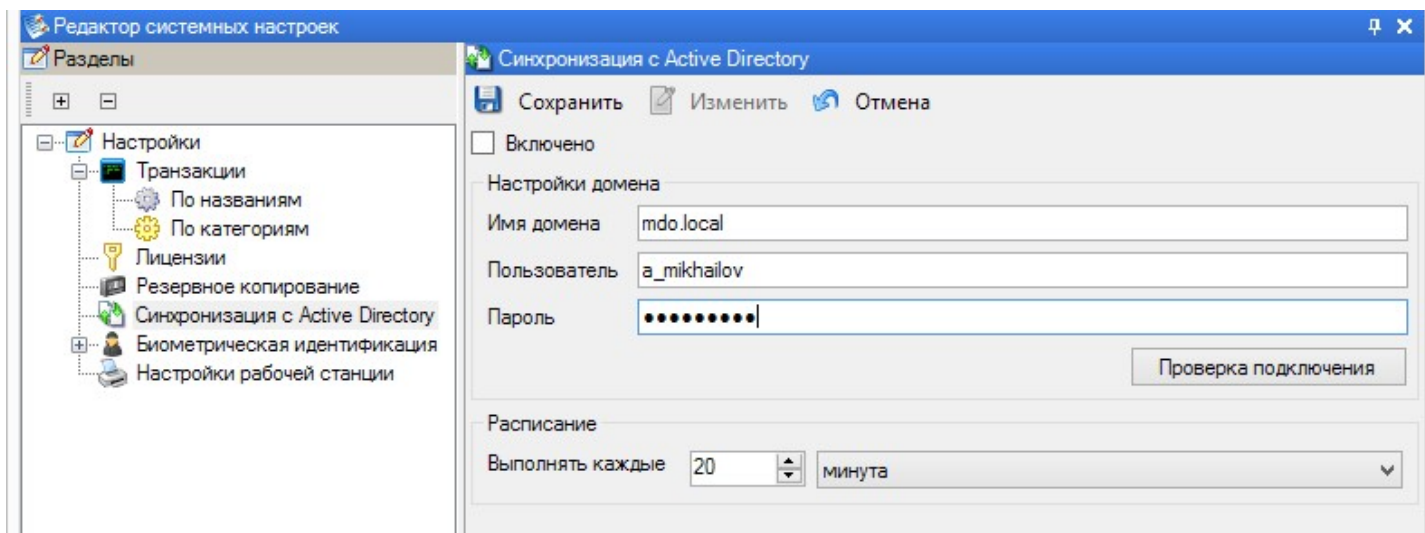 Редактор системных настроек
Разделы
Настройки
Транзакции
По названиям
По категориям
Лицензии
Резервное копирование
Синхронизация с Active Directory
Биометрическая идентификация
Настройки рабочей станции
Синхронизация с Active Directory
Сохранить Изменить Отмена
Включено
Настройки домена
Имя домена mdo.local
Пользователь a_mikhailov
Пароль •••••••••
Проверка подключения
Расписание
Выполнять каждые 20 минута